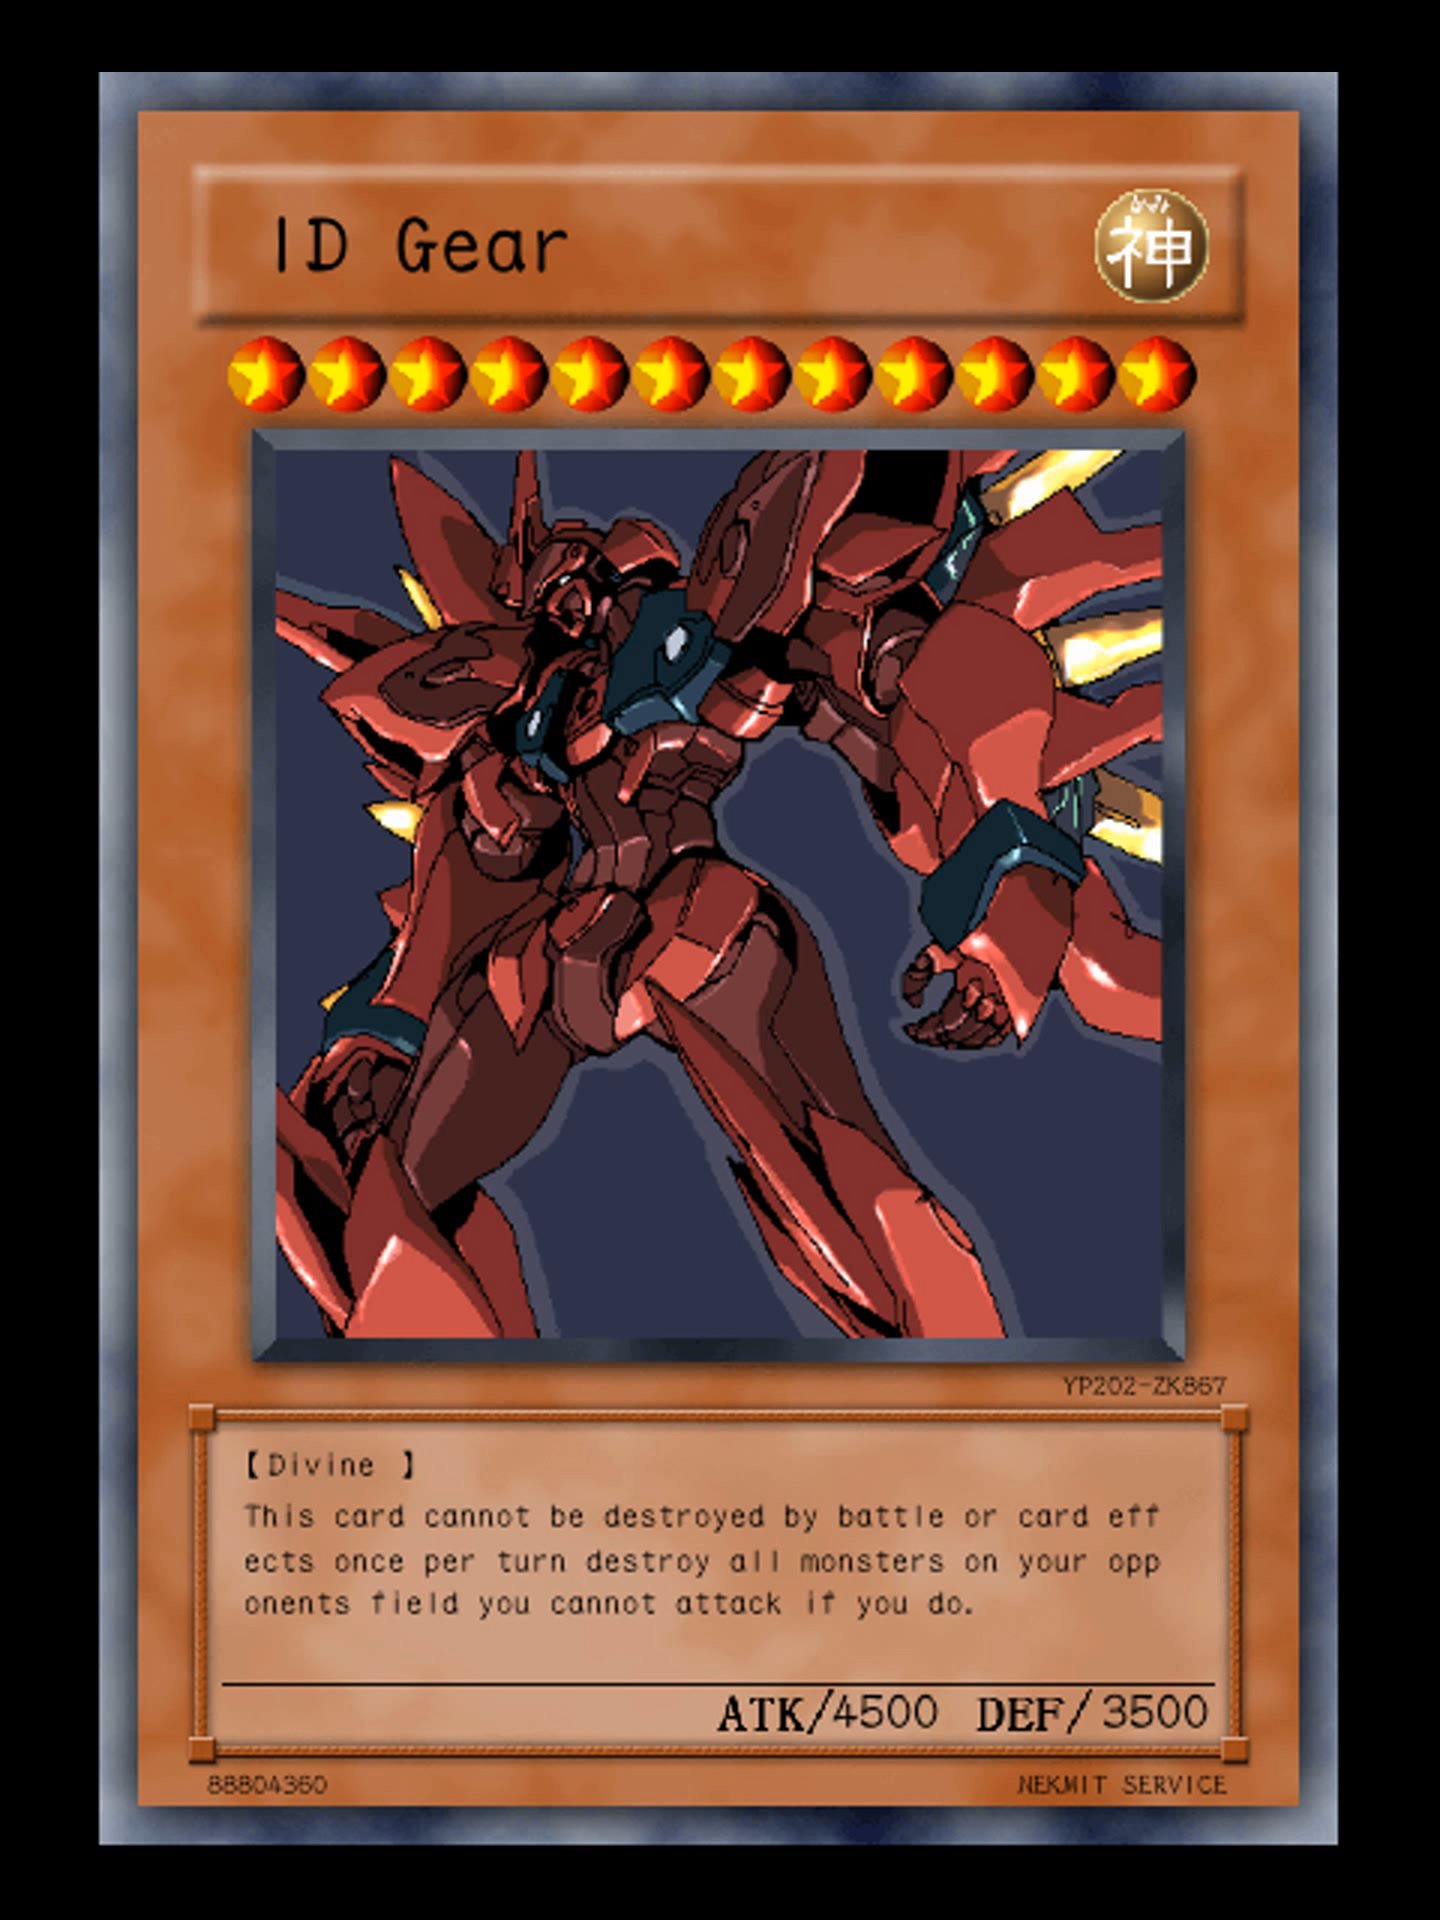 ID Gear
かみ
神
YP202-ZK867
【Divine 】
This card cannot be destroyed by battle or card eff
ects once per turn destroy all monsters on your opp
onents field you cannot attack if you do.
ATK/4500 DEF/3500
88804360 NEKMIT SERVICE